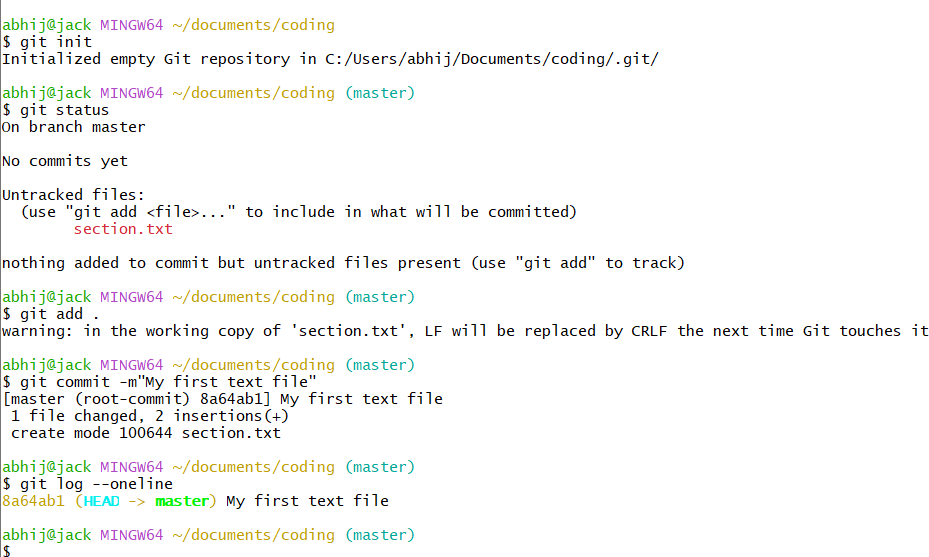 abhij@jack MINGW64 ~/documents/coding
$ git init
Initialized empty Git repository in C:/Users/abhij/Documents/coding/.git/
abhij@jack MINGW64 ~/documents/coding (master)
$ git status
On branch master
No commits yet
Untracked files:
  (use "git add <file>..." to include in what will be committed)
        section.txt
nothing added to commit but untracked files present (use "git add" to track)
abhij@jack MINGW64 ~/documents/coding (master)
$ git add .
warning: in the working copy of 'section.txt', LF will be replaced by CRLF the next time Git touches it
abhij@jack MINGW64 ~/documents/coding (master)
$ git commit -m"My first text file"
[master (root-commit) 8a64ab1] My first text file
 1 file changed, 2 insertions(+)
 create mode 100644 section.txt
abhij@jack MINGW64 ~/documents/coding (master)
$ git log --oneline
8a64ab1 (HEAD -> master) My first text file
abhij@jack MINGW64 ~/documents/coding (master)
$